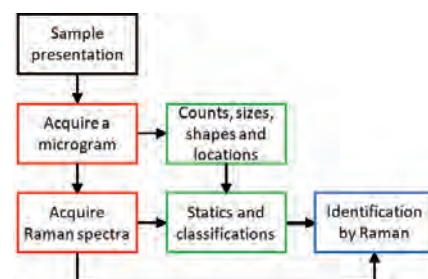 Sample
presentation
Acquire a
microgram
Counts, sizes,
shapes and
locations
Acquire
Raman spectra
Statics and
classifications
Identification
by Raman